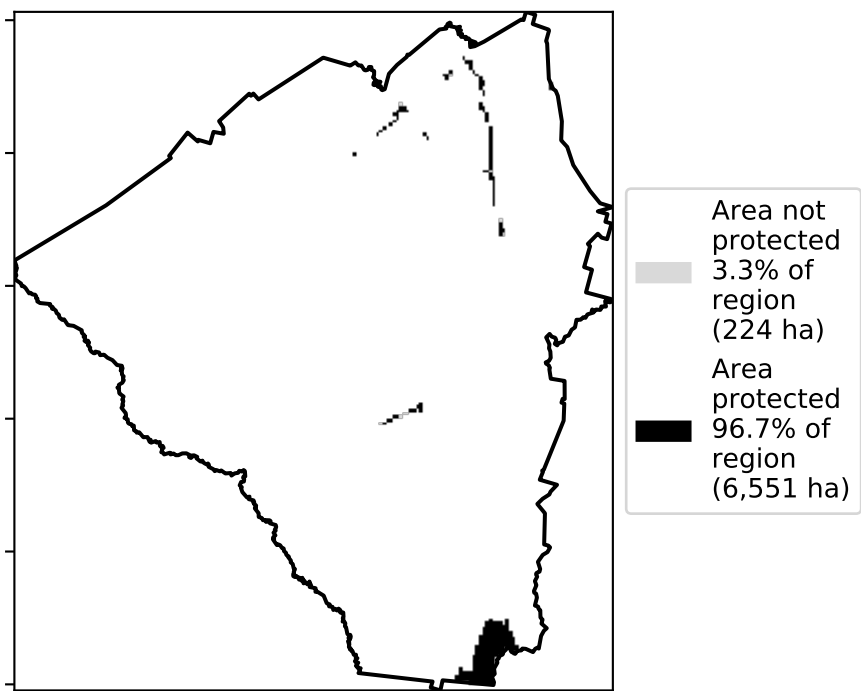 Area not
protected
3.3% of
region
(224 ha)
Area
protected
96.7% of
region
(6,551 ha)